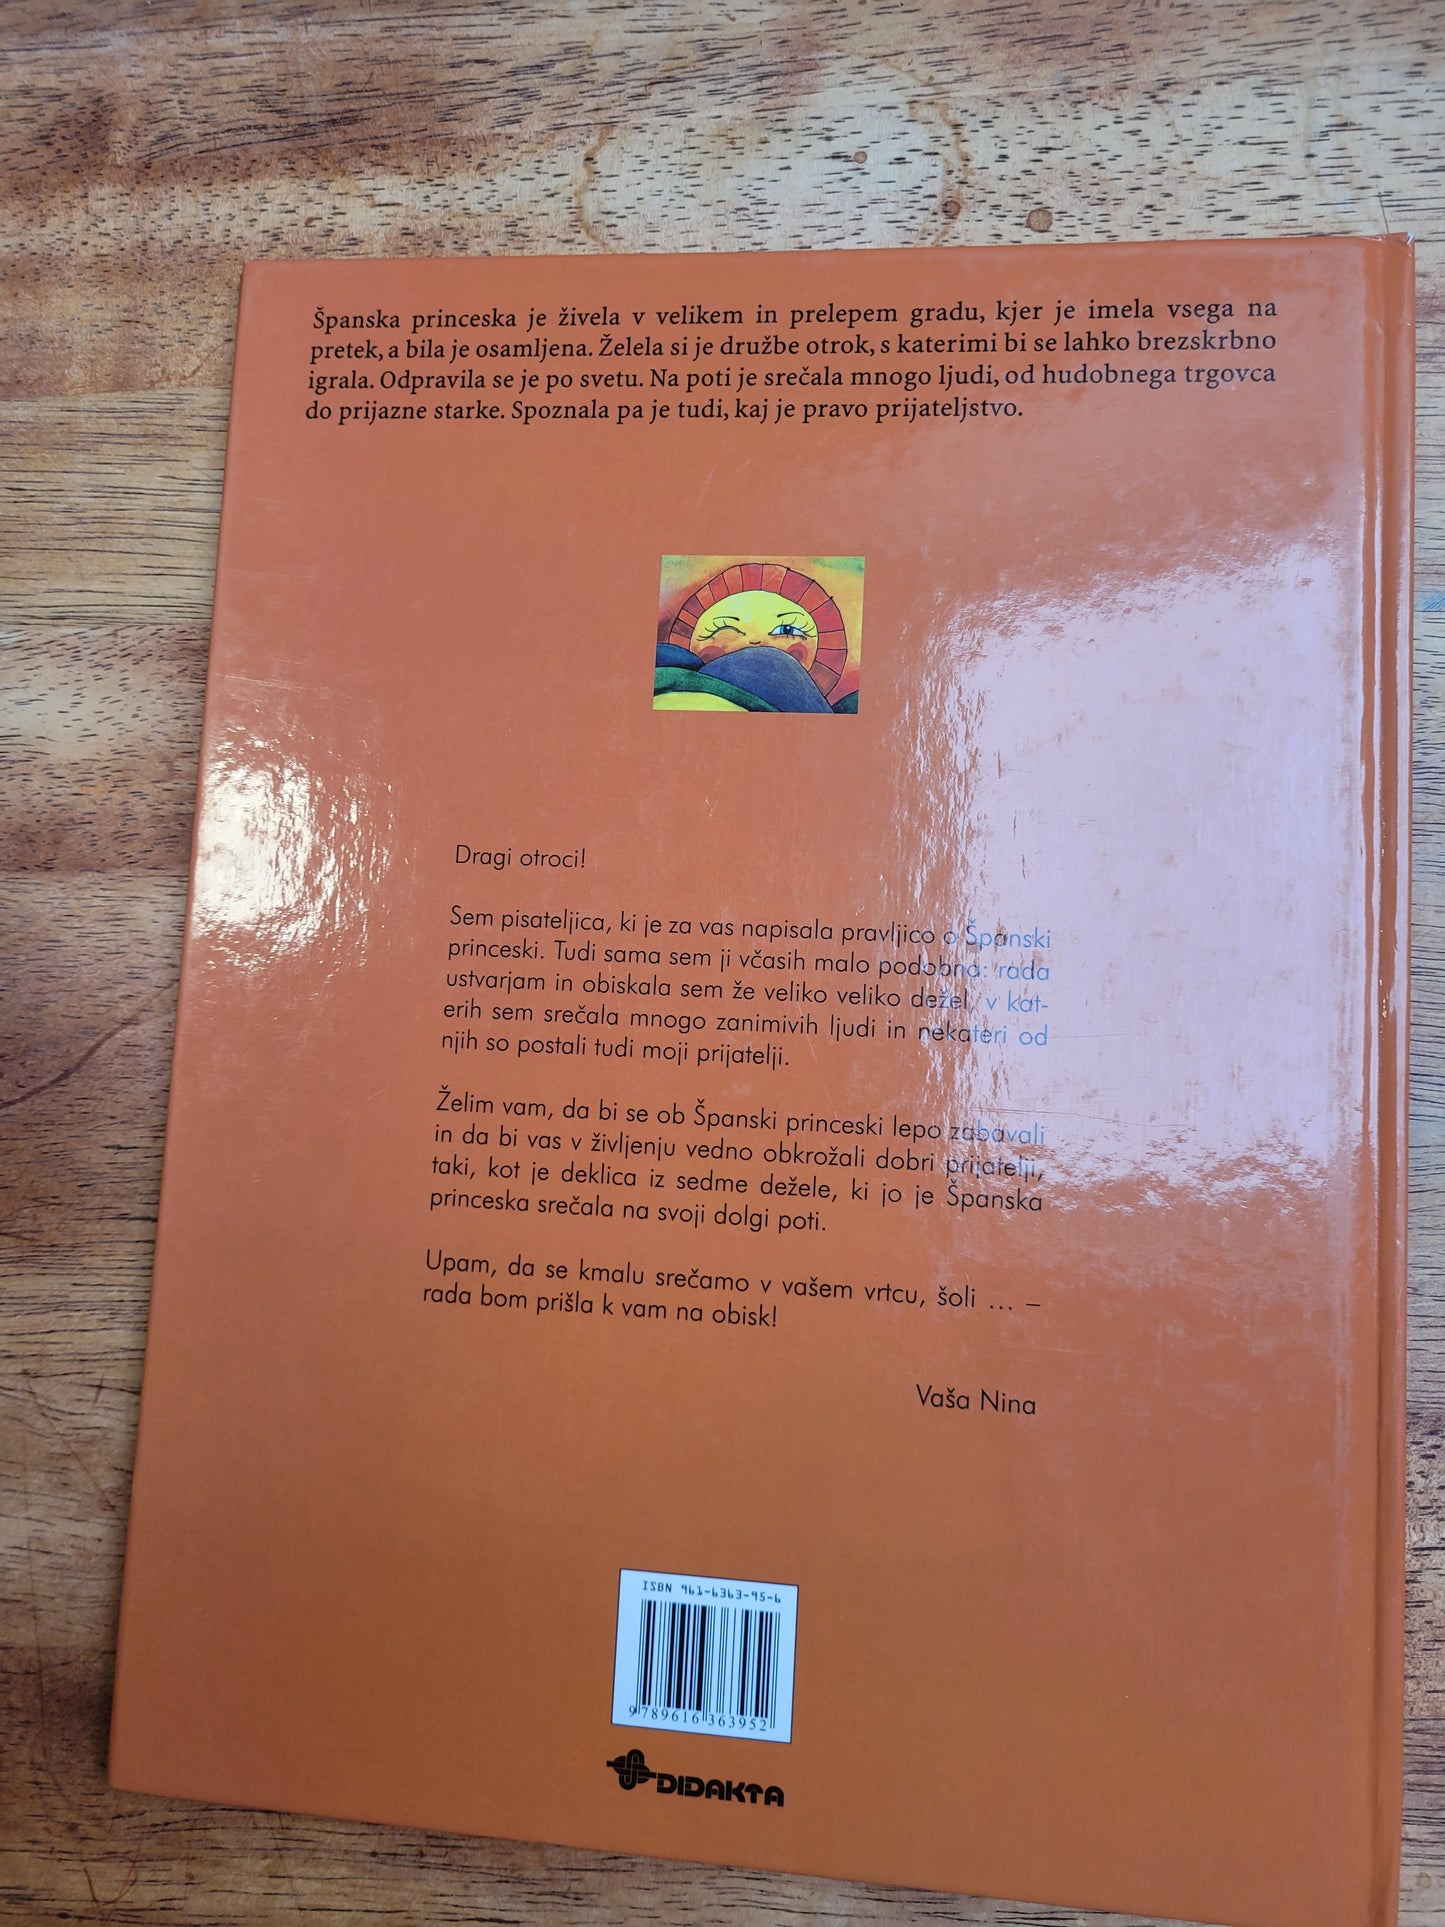 Španska princeska je živela v velikem in prelepem gradu, kjer je imela vsega na
pretek, a bila je osamljena. Želela si je družbe otrok, s katerimi bi se lahko brezskrbno
igrala. Odpravila se je po svetu. Na poti je srečala mnogo ljudi, od hudobnega trgovca
do prijazne starke. Spoznala pa je tudi, kaj je pravo prijateljstvo.
Dragi otroci!
Sem pisateljica, ki je za vas napisala pravljico o Španski
princeski. Tudi sama sem ji včasih malo podobna: rada
ustvarjam in obiskala sem že veliko veliko dežel, v kat-
erih sem srečala mnogo zanimivih ljudi in nekateri od
njih so postali tudi moji prijatelji.
Želim vam, da bi se ob Španski princeski lepo zabavali
in da bi vas v življenju vedno obkrožali dobri prijatelji,
taki, kot je deklica iz sedme dežele, ki jo je Španska
princeska srečala na svoji dolgi poti.
Upam, da se kmalu srečamo v vašem vrtcu, šoli ... –
rada bom prišla k vam na obisk!
Vaša Nina
ISBN 961-6363-95-6
9 789616 363952
DIDAKTA